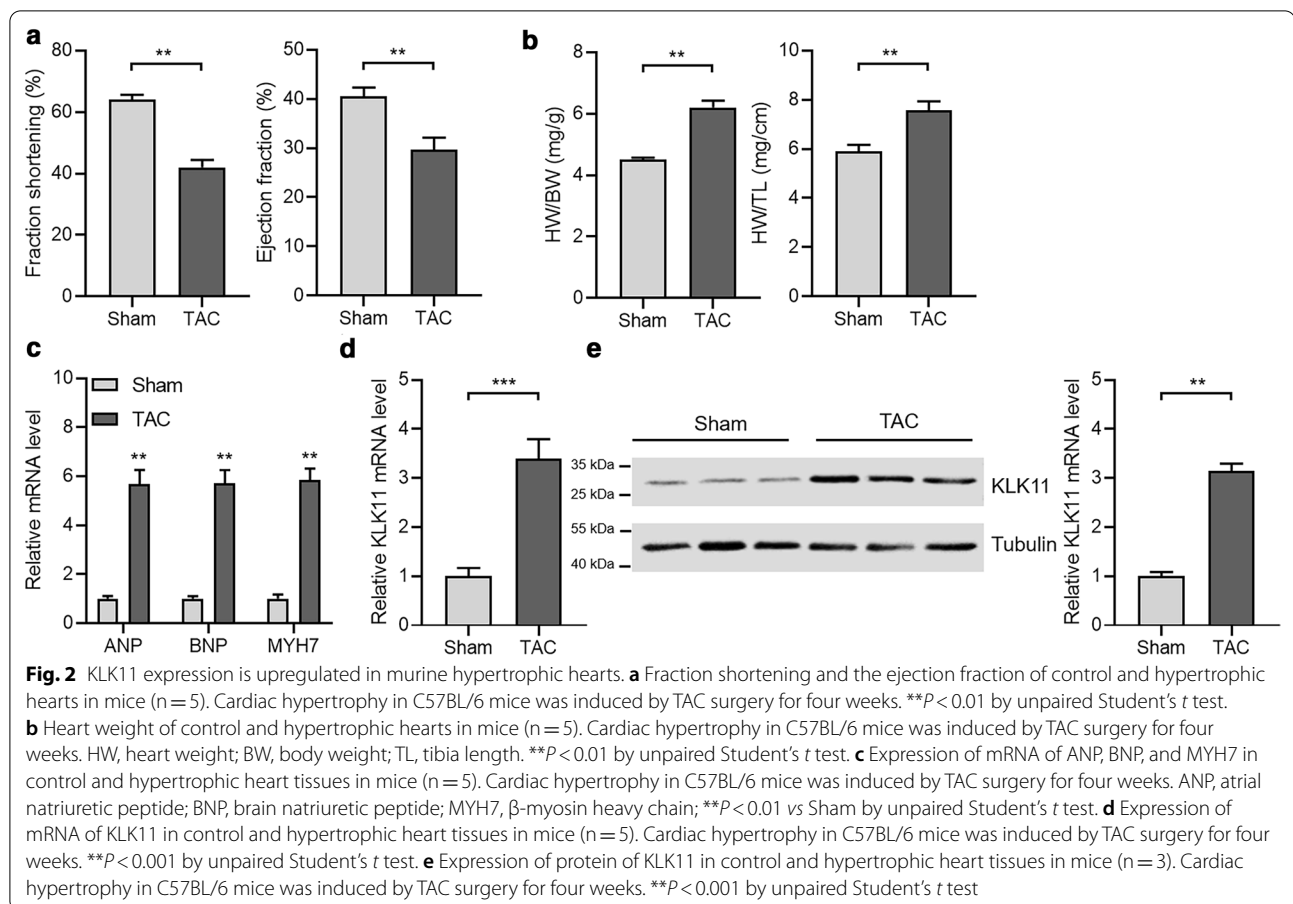 a
80
60
40
20
0
Fraction shortening (%)
**
Sham TAC
50
40
30
20
10
0
Ejection fraction (%)
**
Sham TAC
b
8
6
4
2
0
HW/BW (mg/g)
**
Sham TAC
10
8
6
4
2
0
HW/TL (mg/cm)
**
Sham TAC
c
10
8
6
4
2
0
Relative mRNA level
Sham
TAC
** ** **
ANP BNP MYH7
d
5
4
3
2
1
0
Relative KLK11 mRNA level
***
Sham TAC
e
Sham TAC
35 kDa
25 kDa
KLK11
55 kDa
40 kDa
Tubulin
5
4
3
2
1
0
Relative KLK11 mRNA level
**
Sham TAC
Fig. 2 KLK11 expression is upregulated in murine hypertrophic hearts. a Fraction shortening and the ejection fraction of control and hypertrophic
hearts in mice (n = 5). Cardiac hypertrophy in C57BL/6 mice was induced by TAC surgery for four weeks. **P < 0.01 by unpaired Student's t test.
b Heart weight of control and hypertrophic hearts in mice (n = 5). Cardiac hypertrophy in C57BL/6 mice was induced by TAC surgery for four
weeks. HW, heart weight; BW, body weight; TL, tibia length. **P < 0.01 by unpaired Student's t test. c Expression of mRNA of ANP, BNP, and MYH7 in
control and hypertrophic heart tissues in mice (n = 5). Cardiac hypertrophy in C57BL/6 mice was induced by TAC surgery for four weeks. ANP, atrial
natriuretic peptide; BNP, brain natriuretic peptide; MYH7, β-myosin heavy chain; **P < 0.01 vs Sham by unpaired Student's t test. d Expression of
mRNA of KLK11 in control and hypertrophic heart tissues in mice (n = 5). Cardiac hypertrophy in C57BL/6 mice was induced by TAC surgery for four
weeks. **P < 0.001 by unpaired Student's t test. e Expression of protein of KLK11 in control and hypertrophic heart tissues in mice (n = 3). Cardiac
hypertrophy in C57BL/6 mice was induced by TAC surgery for four weeks. **P < 0.001 by unpaired Student's t test